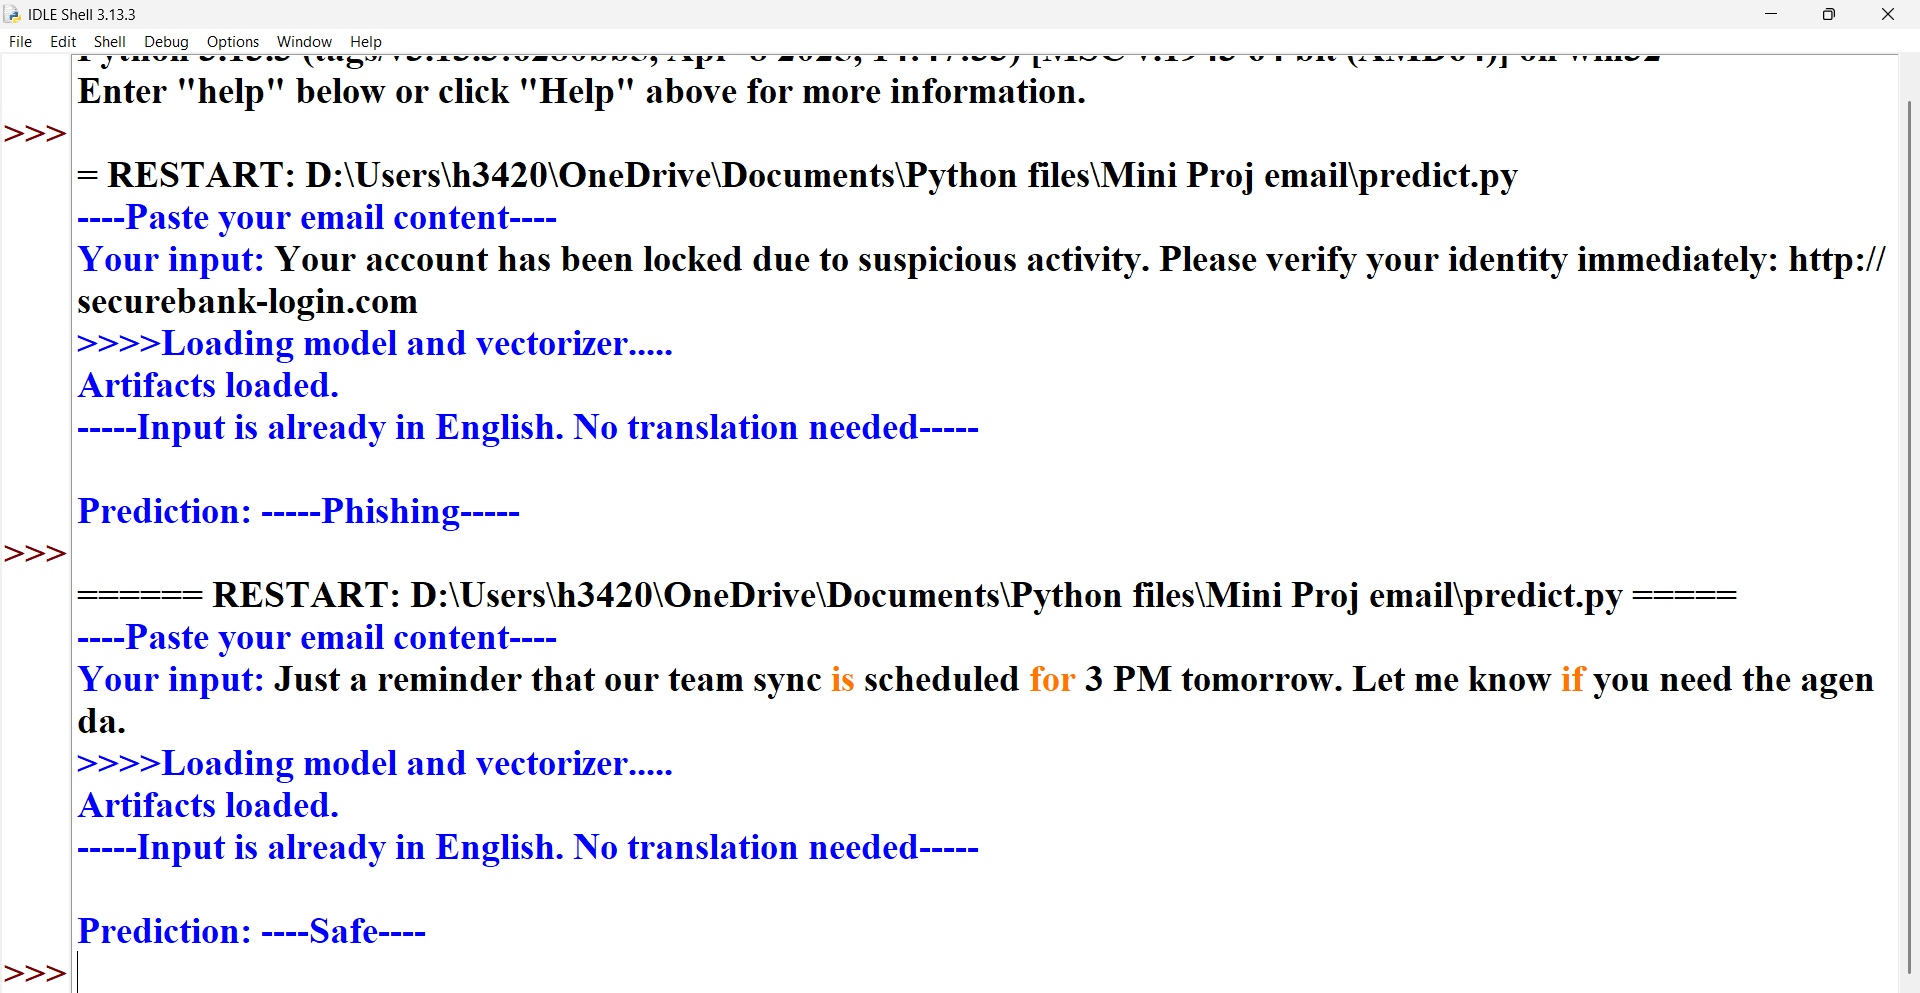 IDLE Shell 3.13.3
File Edit Shell Debug Options Window Help
Enter "help" below or click "Help" above for more information.
>>>
= RESTART: D:\Users\h3420\OneDrive\Documents\Python files\Mini Proj email\predict.py
----Paste your email content----
Your input: Your account has been locked due to suspicious activity. Please verify your identity immediately: http://
securebank-login.com
>>>>Loading model and vectorizer.....
Artifacts loaded.
-----Input is already in English. No translation needed-----
Prediction: -----Phishing-----
>>>
====== RESTART: D:\Users\h3420\OneDrive\Documents\Python files\Mini Proj email\predict.py =====
----Paste your email content----
Your input: Just a reminder that our team sync is scheduled for 3 PM tomorrow. Let me know if you need the agen
da.
>>>>Loading model and vectorizer.....
Artifacts loaded.
-----Input is already in English. No translation needed-----
Prediction: ----Safe----
>>>